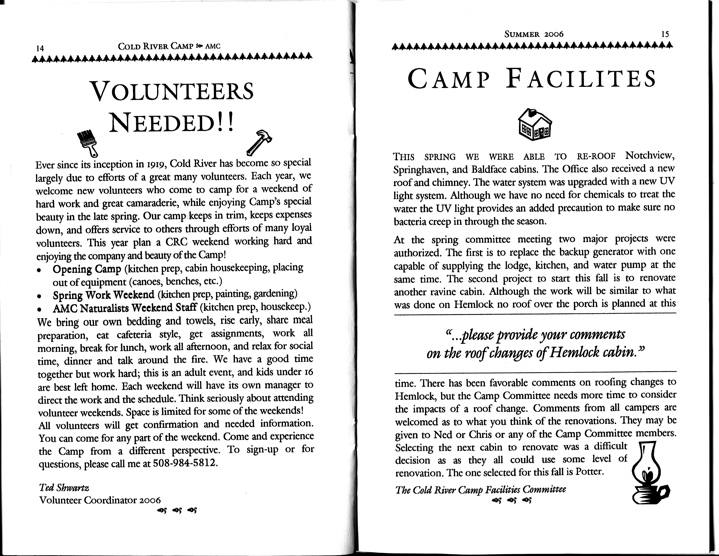 14
COLD RIVER CAMP AMC
VOLUNTEERS
NEEDED!!
Ever since its inception in 1919, Cold River has become so special
largely due to efforts of a great many volunteers. Each year, we
welcome new volunteers who come to camp for a weekend of
hard work and great camaraderie, while enjoying Camp's special
beauty in the late spring. Our camp keeps in trim, keeps expenses
down, and offers service to others through efforts of many loyal
volunteers. This year plan a CRC weekend working hard and
enjoying the company and beauty of the Camp!
• Opening Camp (kitchen prep, cabin housekeeping, placing
out of equipment (canoes, benches, etc.)
• Spring Work Weekend (kitchen prep, painting, gardening)
• AMC Naturalists Weekend Staff (kitchen prep, housekeep.)
We bring our own bedding and towels, rise early, share meal
preparation, eat cafeteria style, get assignments, work all
morning, break for lunch, work all afternoon, and relax for social
time, dinner and talk around the fire. We have a good time
together but work hard; this is an adult event, and kids under 16
are best left home. Each weekend will have its own manager to
direct the work and the schedule. Think seriously about attending
volunteer weekends. Space is limited for some of the weekends!
All volunteers will get confirmation and needed information.
You can come for any part of the weekend. Come and experience
the Camp from a different perspective. To sign-up or for
questions, please call me at 508-984-5812.
Ted Shwartz
Volunteer Coordinator 2006
SUMMER 2006
15
CAMP FACILITES
THIS SPRING WE WERE ABLE TO RE-ROOF Notchview,
Springhaven, and Baldface cabins. The Office also received a new
roof and chimney. The water system was upgraded with a new UV
light system. Although we have no need for chemicals to treat the
water the UV light provides an added precaution to make sure no
bacteria creep in through the season.
At the spring committee meeting two major projects were
authorized. The first is to replace the backup generator with one
capable of supplying the lodge, kitchen, and water pump at the
same time. The second project to start this fall is to renovate
another ravine cabin. Although the work will be similar to what
was done on Hemlock no roof over the porch is planned at this
"...please provide your comments
on the roof changes of Hemlock cabin."
time. There has been favorable comments on roofing changes to
Hemlock, but the Camp Committee needs more time to consider
the impacts of a roof change. Comments from all campers are
welcomed as to what you think of the renovations. They may be
given to Ned or Chris or any of the Camp Committee members.
Selecting the next cabin to renovate was a difficult
decision as as they all could use some level of
renovation. The one selected for this fall is Potter.
The Cold River Camp Facilities Committee